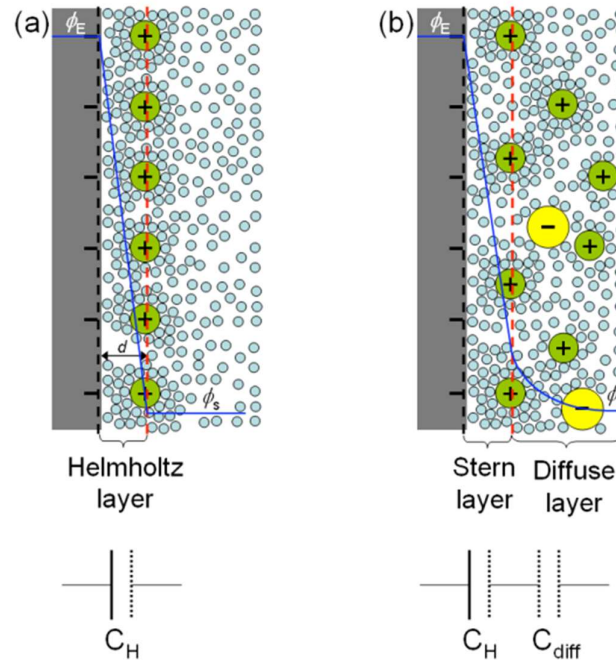 (a)
ϕE
+
+
+
+
+
+
−
−
−
−
−
d
ϕs
Helmholtz
layer
CH
(b)
ϕE
+
+
+
+
+
+
+
+
−
−
−
−
−
−
−
ϕ
Stern
layer
Diffuse
layer
CH
Cdiff